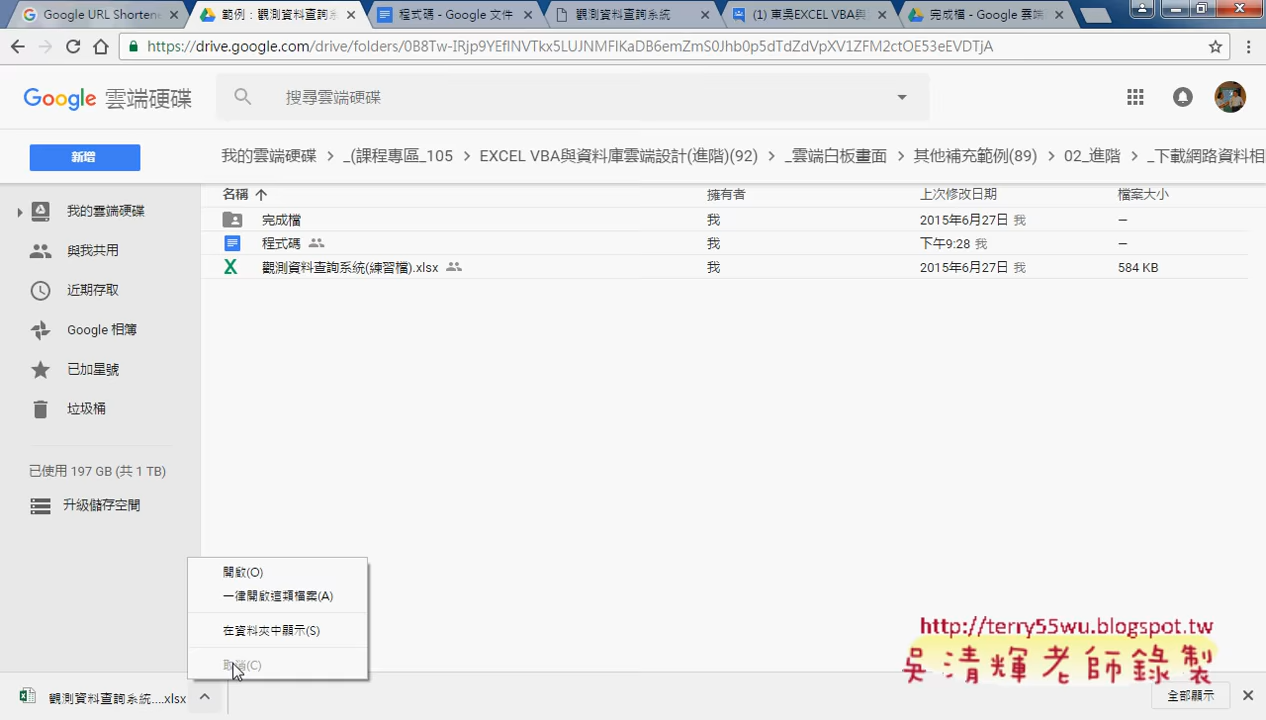 Google URL Shortene
範例：觀測資料查詢系
程式碼 - Google 文件
觀測資料查詢系統
(1) 東吳EXCEL VBA與
完成檔 - Google 雲端
https://drive.google.com/drive/folders/0B8Tw-IRjp9YEflNVTkx5LUJNMFlKaDB6emZmS0Jhb0p5dTdZdVpXV1ZFM2ctOE53eEVDTjA
Google 雲端硬碟
搜尋雲端硬碟
新增
我的雲端硬碟 > _(課程專區_105 > EXCEL VBA與資料庫雲端設計(進階)(92) > _雲端白板畫面 > 其他補充範例(89) > 02_進階 > _下載網路資料相
名稱 擁有者 上次修改日期 檔案大小
完成檔 我 2015年6月27日 我 –
程式碼 我 下午9:28 我 –
觀測資料查詢系統(練習檔).xlsx 我 2015年6月27日 我 584 KB
我的雲端硬碟
與我共用
近期存取
Google 相簿
已加星號
垃圾桶
已使用 197 GB (共 1 TB)
升級儲存空間
開啟(O)
一律開啟這類檔案(A)
在資料夾中顯示(S)
取消(C)
http://terry55wu.blogspot.tw
吳清輝老師錄製
觀測資料查詢系統....xlsx
全部顯示